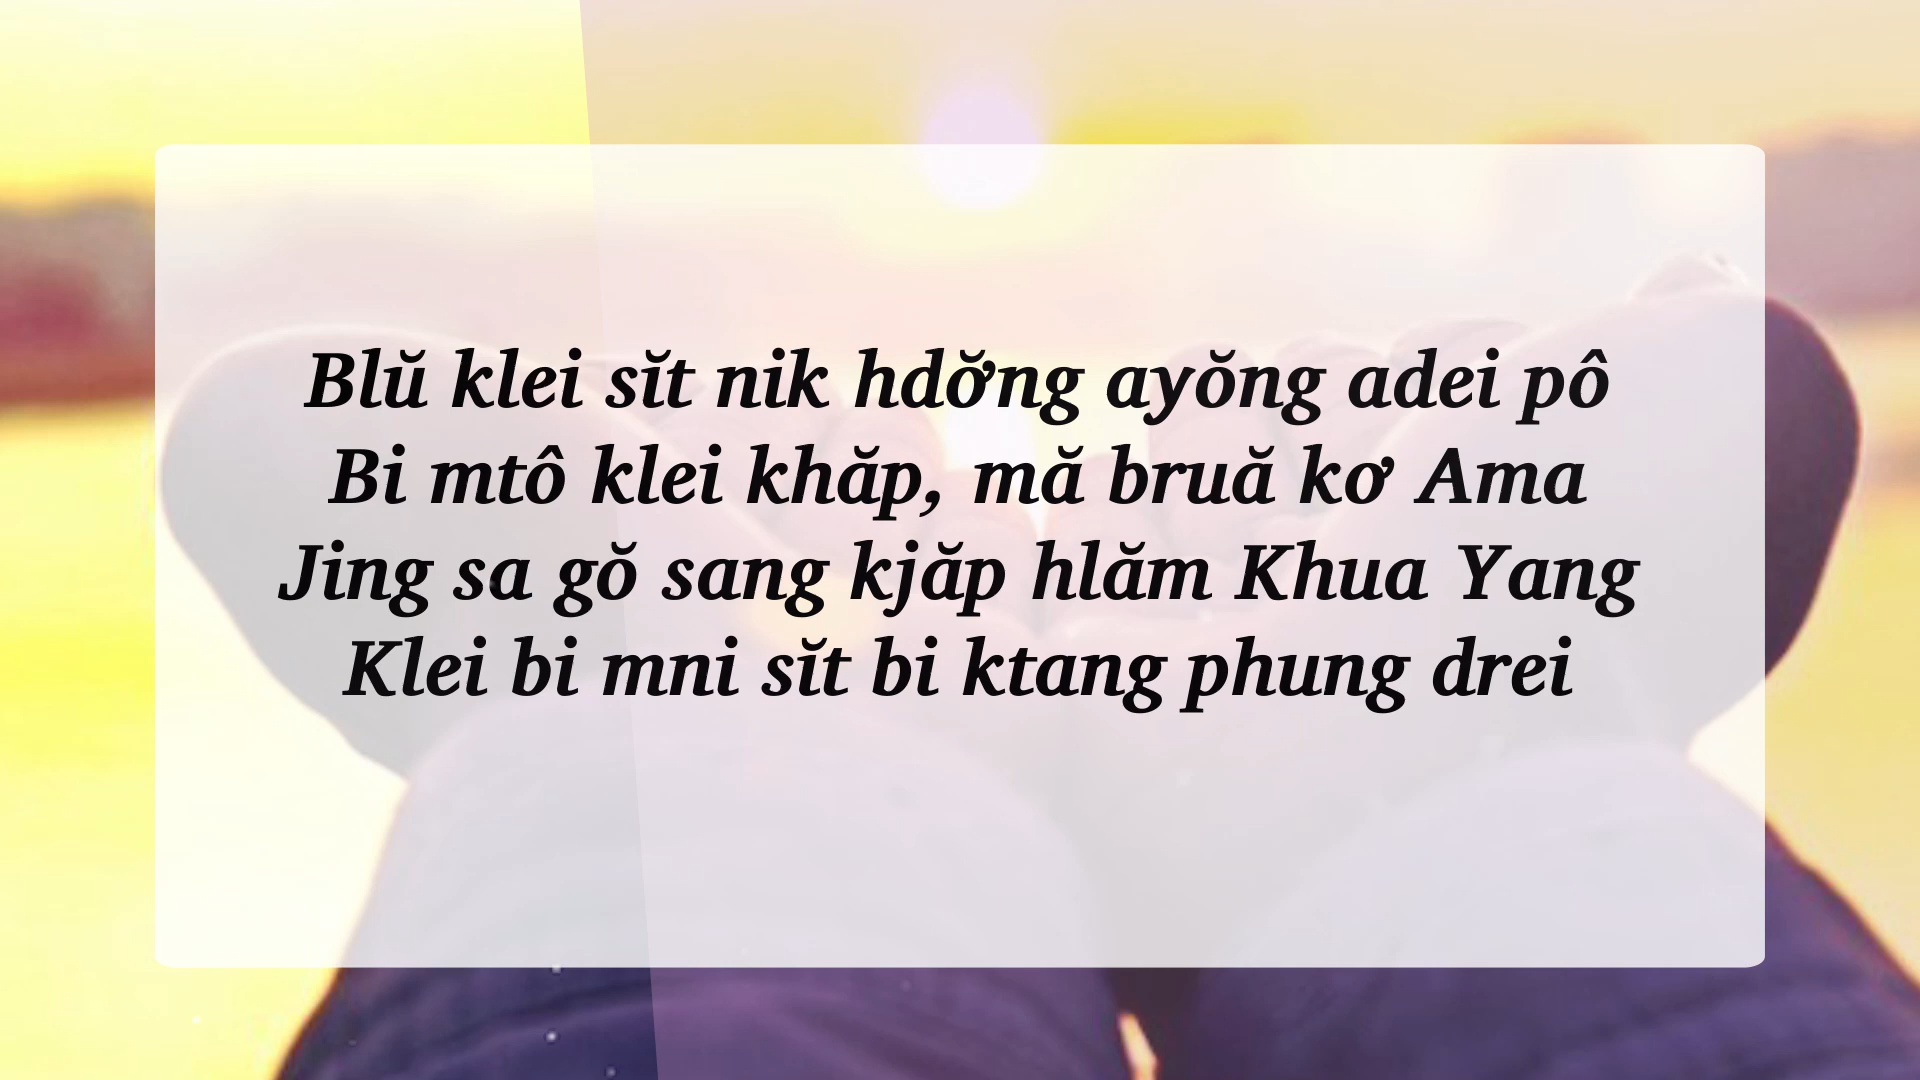 Blŭ klei sĭt nik hdơ̆ng ayŏng adei pô
Bi mtô klei khăp, mă bruă kơ Ama
Jing sa gŏ sang kjăp hlăm Khua Yang
Klei bi mni sĭt bi ktang phung drei